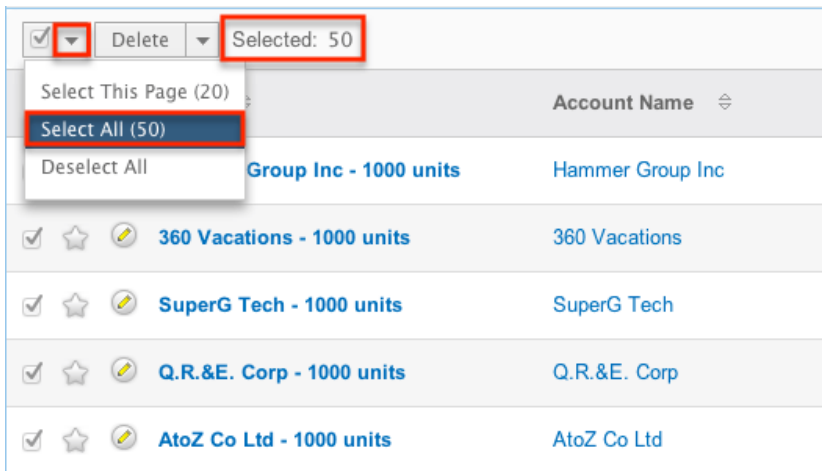 Delete Selected: 50
Select This Page (20)
Select All (50)
Deselect All
Account Name
Group Inc - 1000 units Hammer Group Inc
360 Vacations - 1000 units 360 Vacations
SuperG Tech - 1000 units SuperG Tech
Q.R.&E. Corp - 1000 units Q.R.&E. Corp
AtoZ Co Ltd - 1000 units AtoZ Co Ltd